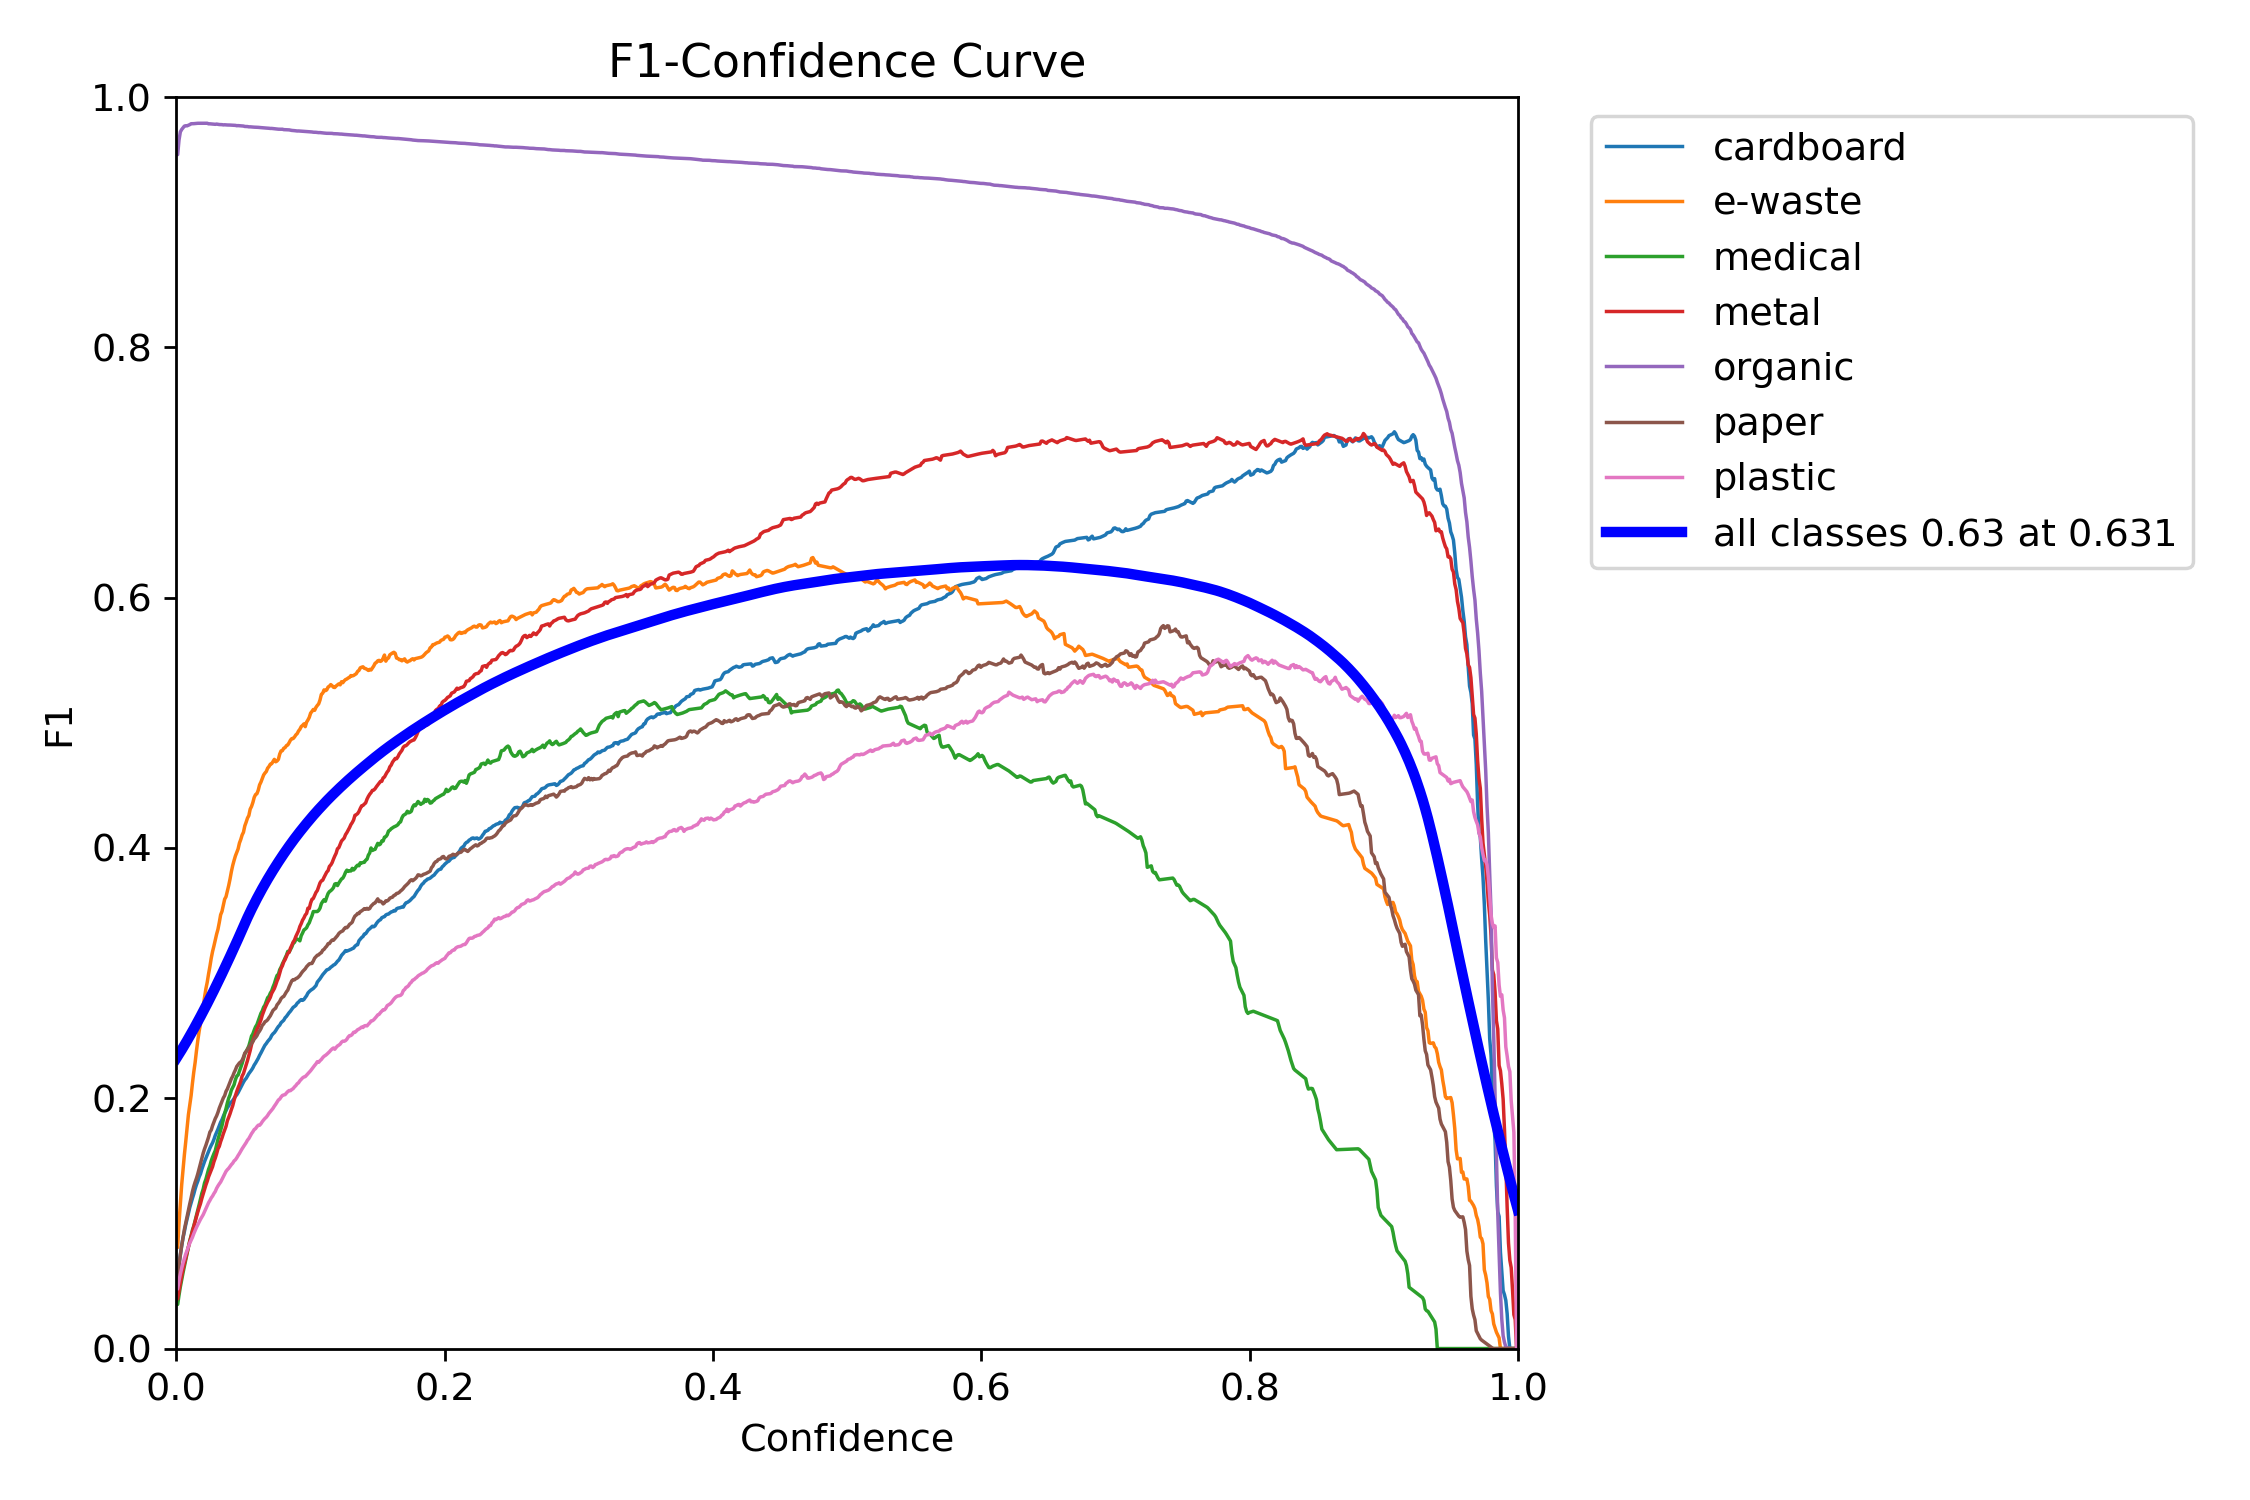 F1-Confidence Curve
1.0
0.8
0.6
0.4
0.2
0.0
F1
0.0 0.2 0.4 0.6 0.8 1.0
Confidence
cardboard
e-waste
medical
metal
organic
paper
plastic
all classes 0.63 at 0.631